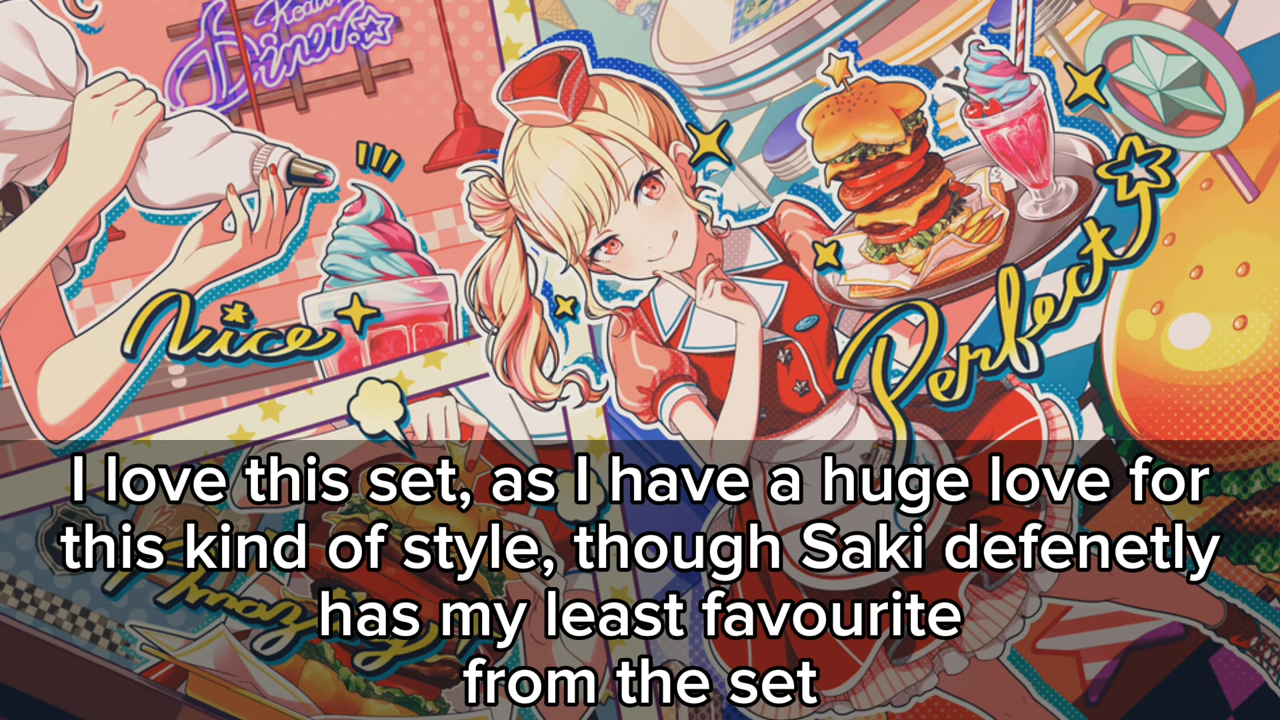 Diner
Nice
Perfect
I love this set, as I have a huge love for
this kind of style, though Saki defenetly
has my least favourite
from the set